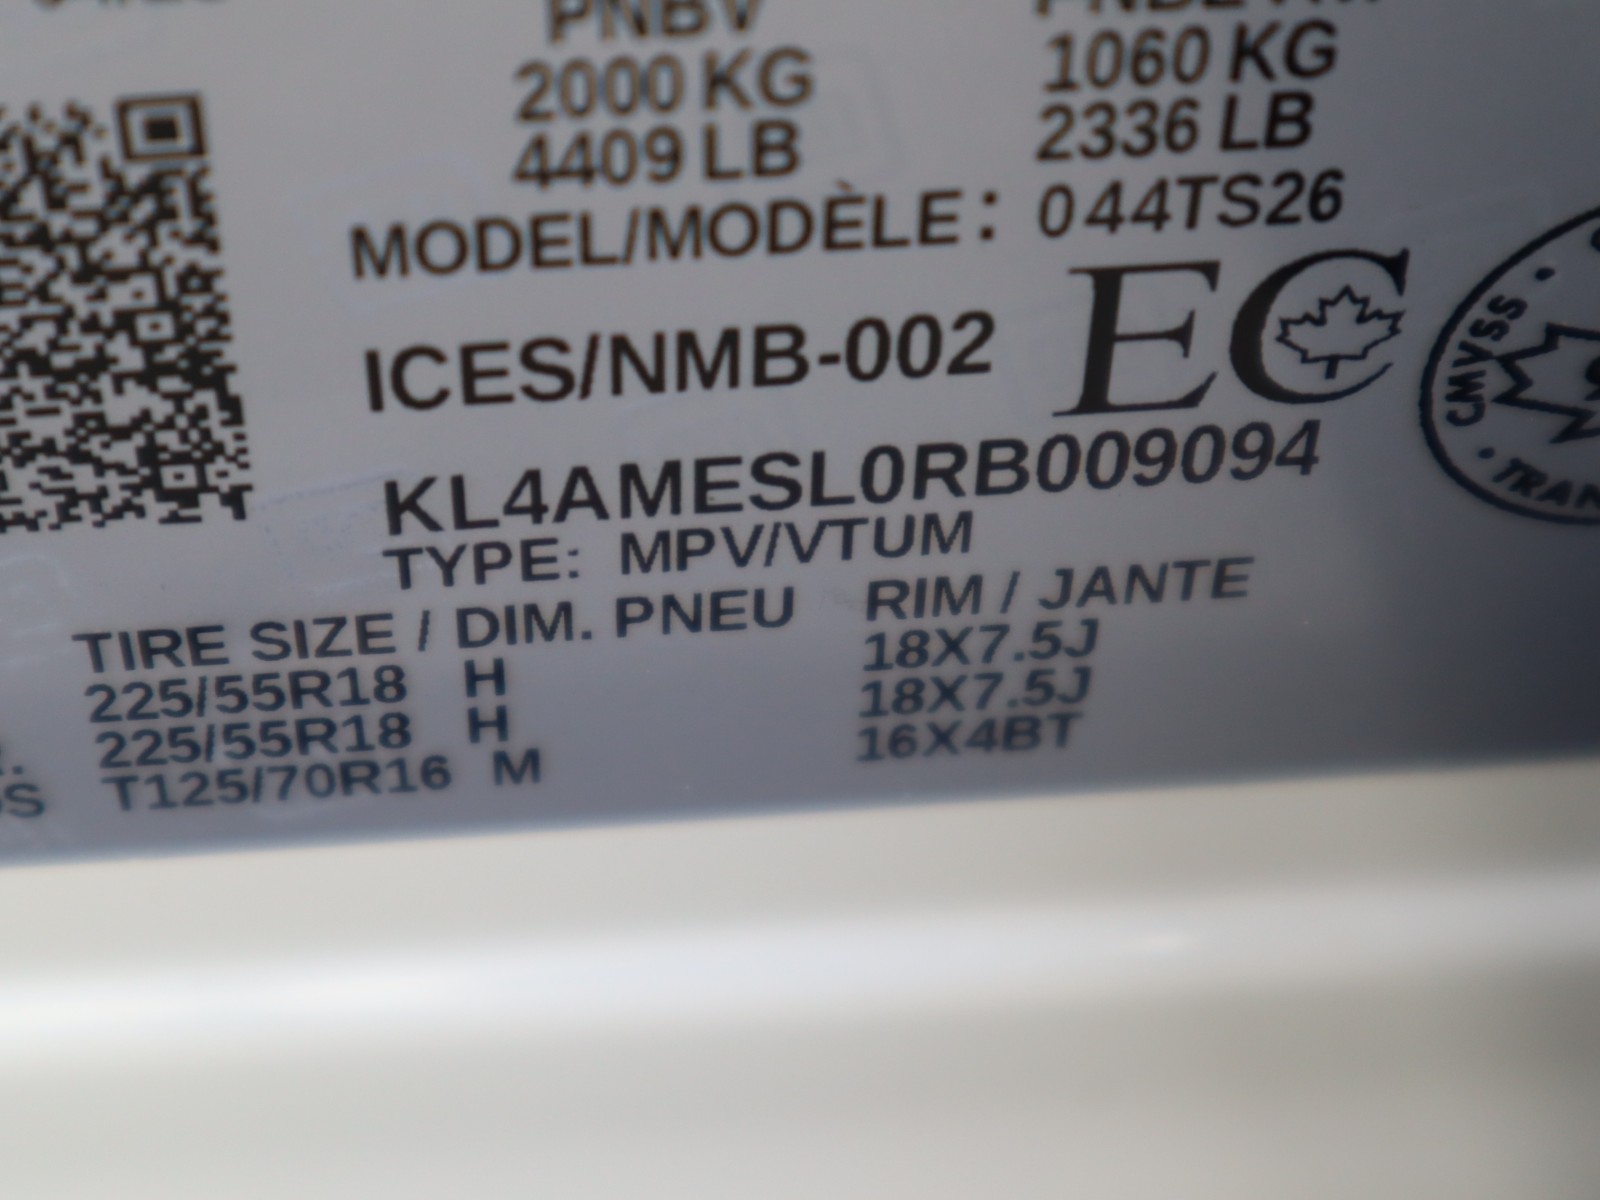 PNBV
2000 KG 1060 KG
4409 LB 2336 LB
MODEL/MODÈLE: 044TS26
ICES/NMB-002 EC
CMVSS
KL4AMESL0RB009094
TYPE: MPV/VTUM
TIRE SIZE / DIM. PNEU RIM / JANTE
225/55R18 H 18X7.5J
225/55R18 H 18X7.5J
T125/70R16 M 16X4BT